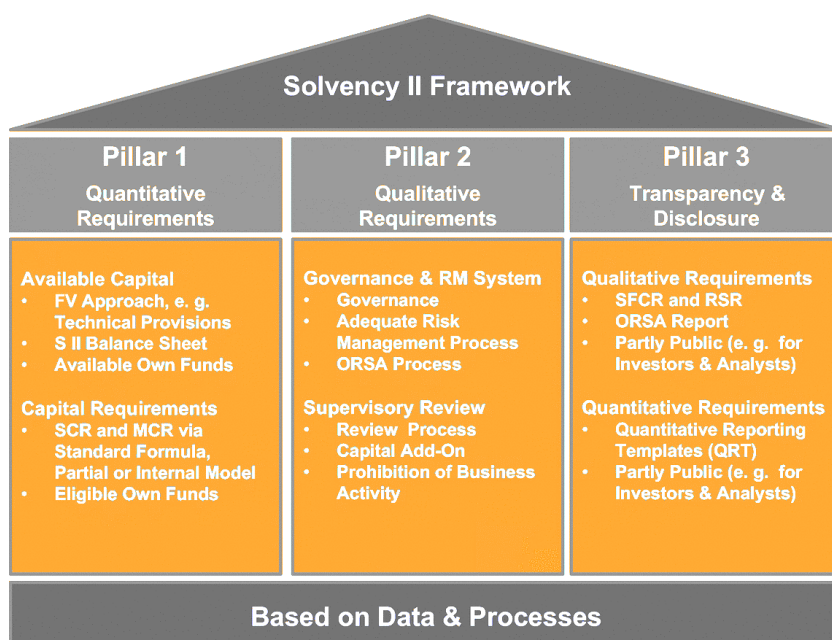 Solvency II Framework
Pillar 1
Quantitative
Requirements
Pillar 2
Qualitative
Requirements
Pillar 3
Transparency &
Disclosure
Available Capital
• FV Approach, e. g.
Technical Provisions
• S II Balance Sheet
• Available Own Funds
Capital Requirements
• SCR and MCR via
Standard Formula,
Partial or Internal Model
• Eligible Own Funds
Governance & RM System
• Governance
• Adequate Risk
Management Process
• ORSA Process
Supervisory Review
• Review Process
• Capital Add-On
• Prohibition of Business
Activity
Qualitative Requirements
• SFCR and RSR
• ORSA Report
• Partly Public (e. g. for
Investors & Analysts)
Quantitative Requirements
• Quantitative Reporting
Templates (QRT)
• Partly Public (e. g. for
Investors & Analysts)
Based on Data & Processes